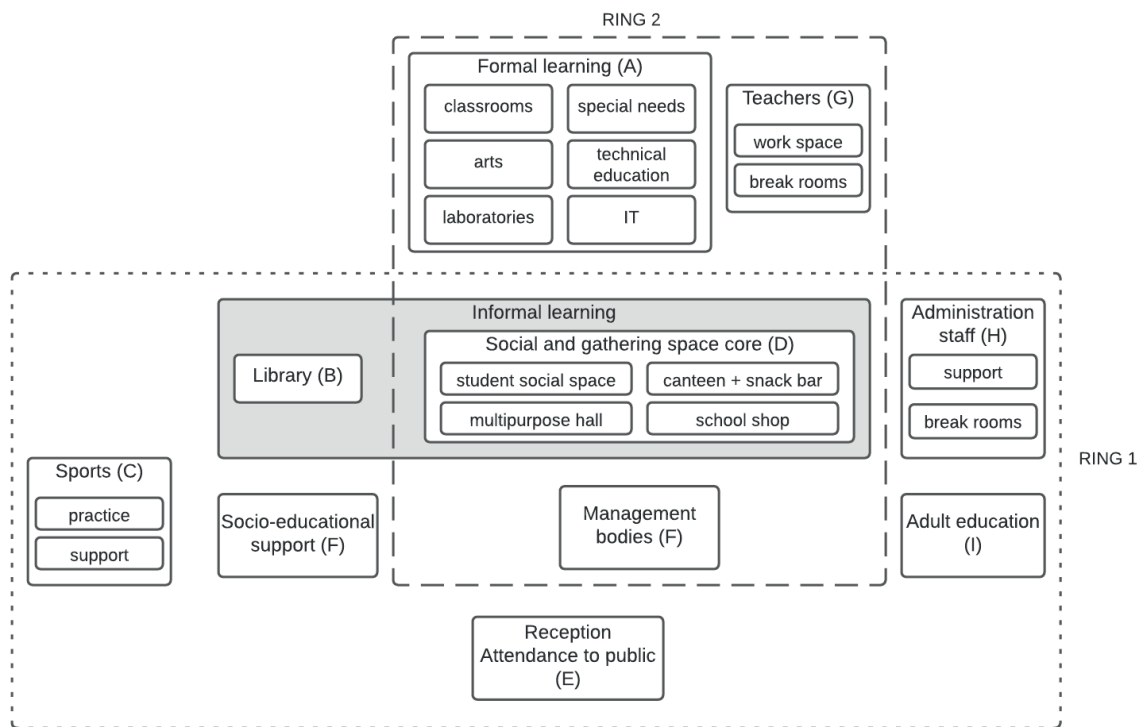 RING 2
Formal learning (A)
classrooms
special needs
arts
technical
education
laboratories
IT
Teachers (G)
work space
break rooms
Informal learning
Library (B)
Social and gathering space core (D)
student social space
canteen + snack bar
multipurpose hall
school shop
Administration
staff (H)
support
break rooms
RING 1
Sports (C)
practice
support
Socio-educational
support (F)
Management
bodies (F)
Adult education
(I)
Reception
Attendance to public
(E)